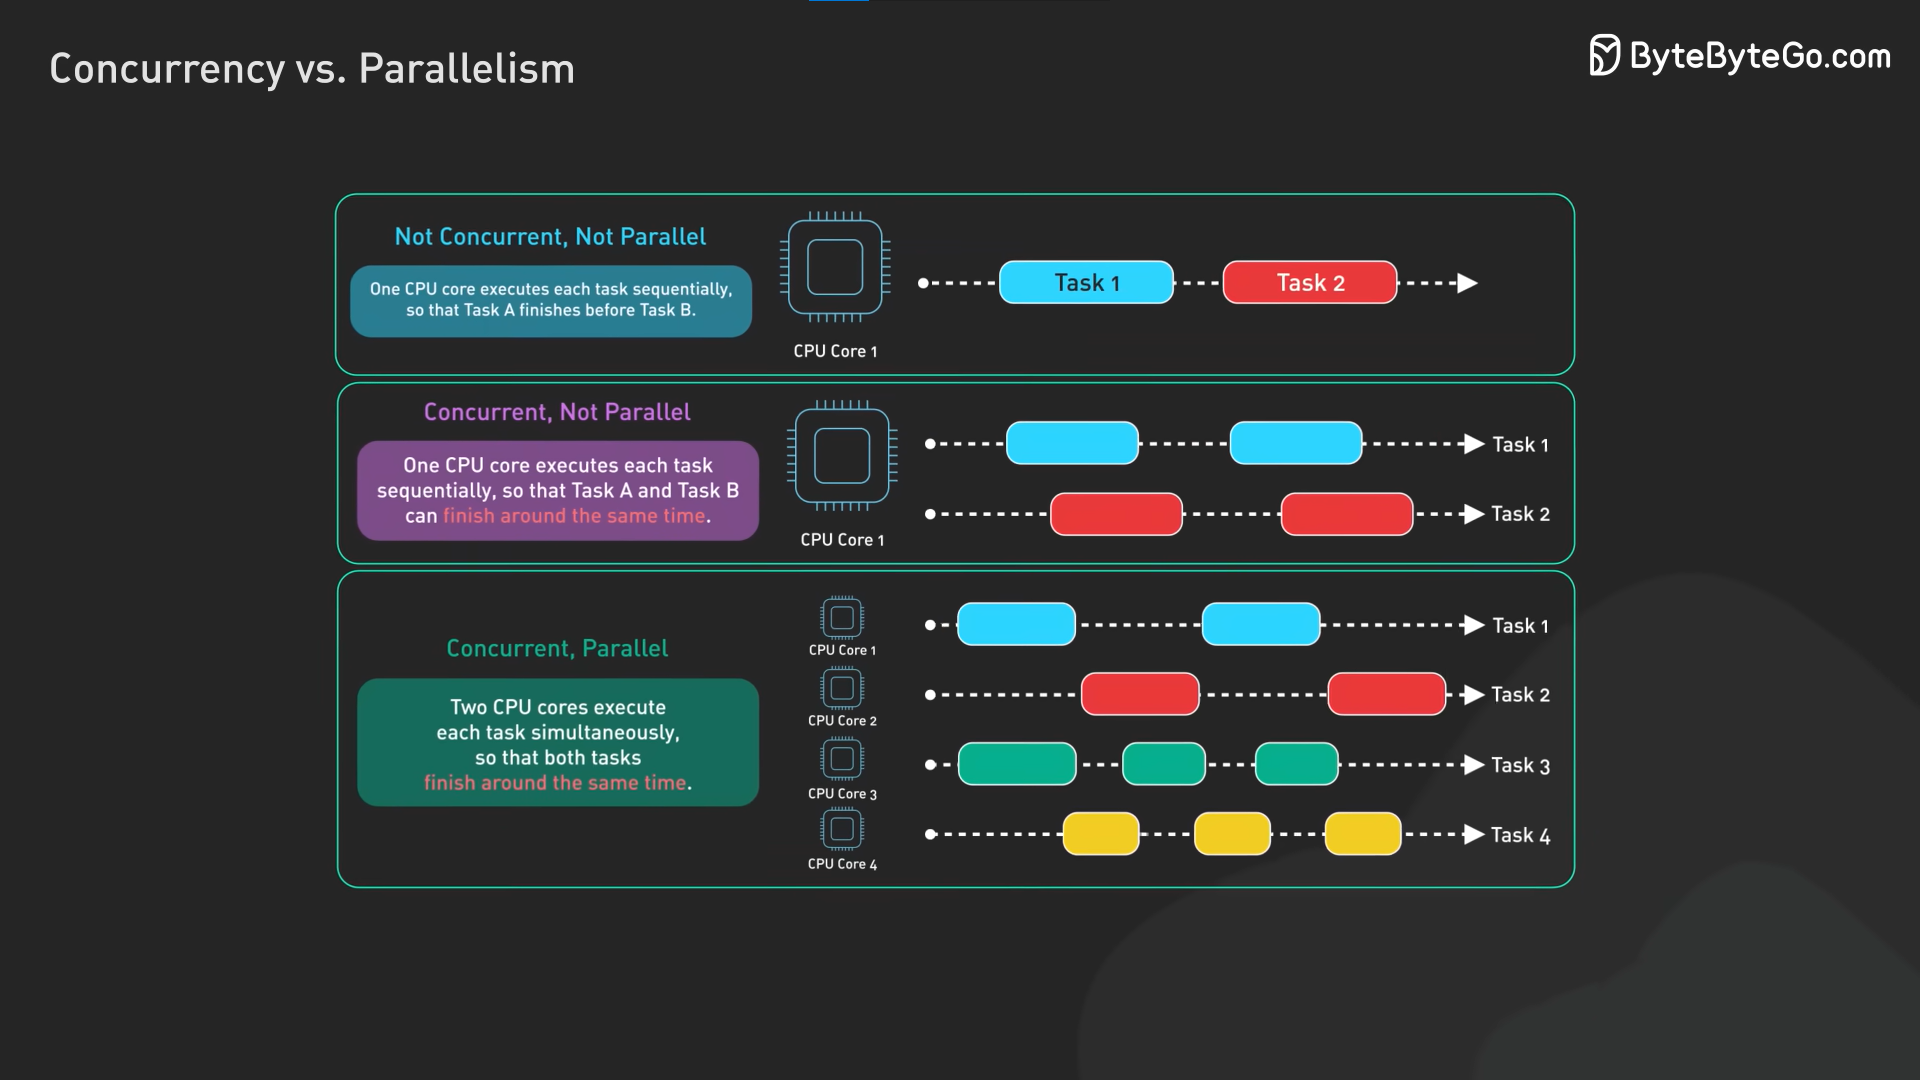 Concurrency vs. Parallelism
ByteByteGo.com
Not Concurrent, Not Parallel
One CPU core executes each task sequentially,
so that Task A finishes before Task B.
CPU Core 1
Task 1
Task 2
Concurrent, Not Parallel
One CPU core executes each task
sequentially, so that Task A and Task B
can finish around the same time.
CPU Core 1
Task 1
Task 2
Concurrent, Parallel
Two CPU cores execute
each task simultaneously,
so that both tasks
finish around the same time.
CPU Core 1
Task 1
CPU Core 2
Task 2
CPU Core 3
Task 3
CPU Core 4
Task 4